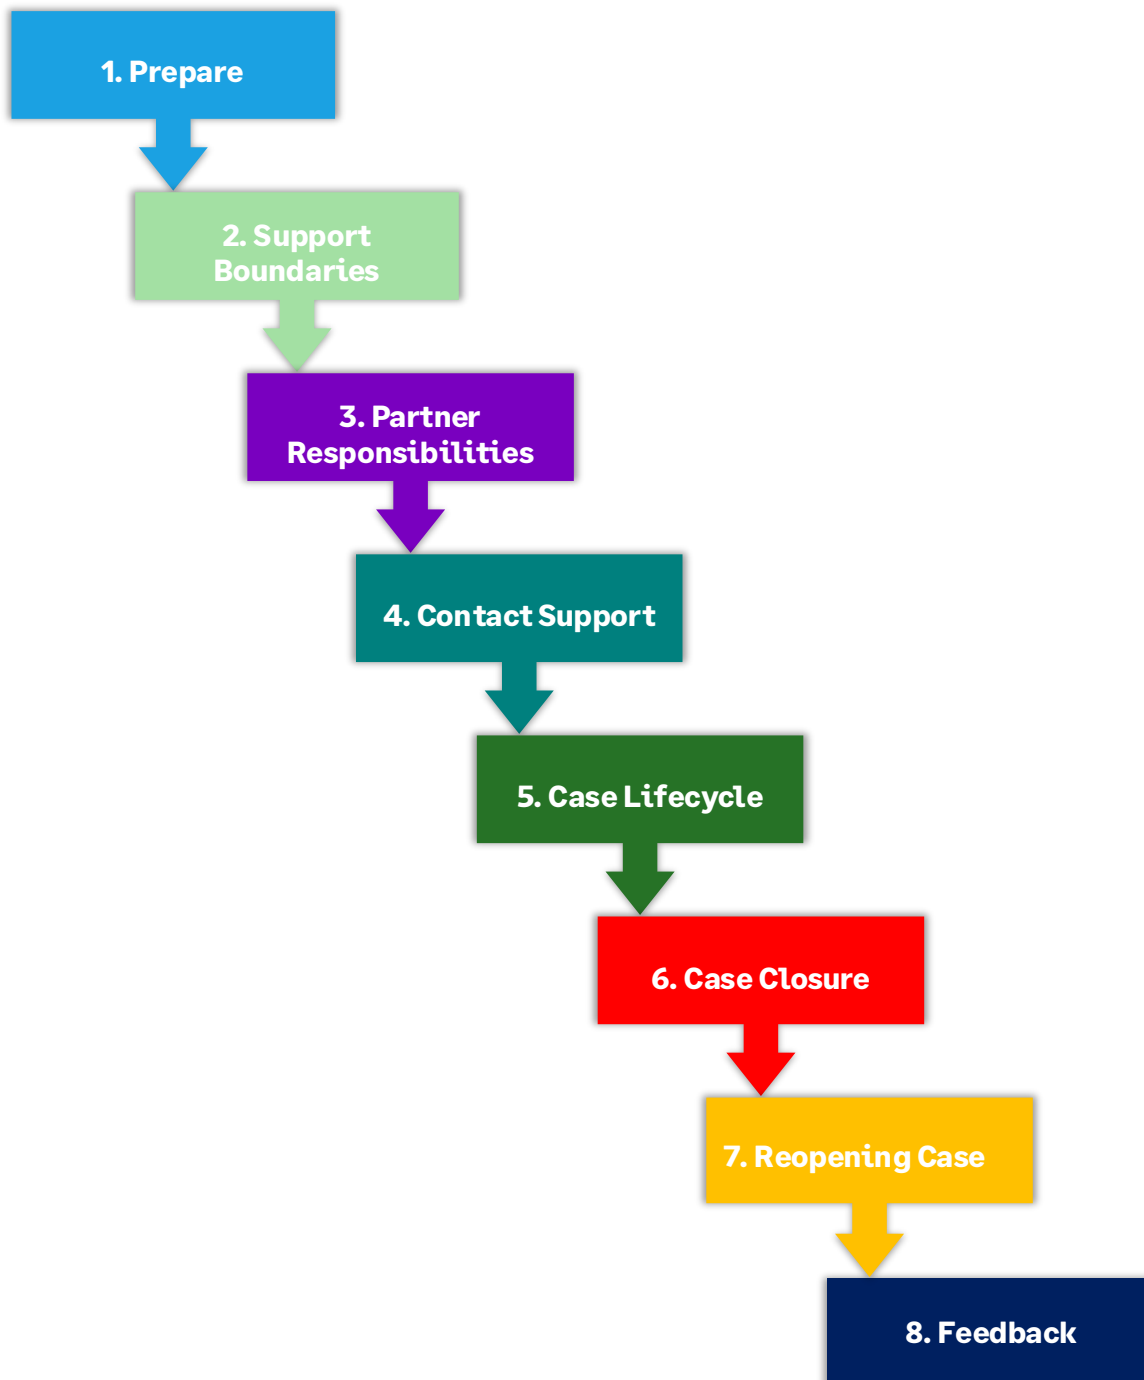 1. Prepare
2. Support
Boundaries
3. Partner
Responsibilities
4. Contact Support
5. Case Lifecycle
6. Case Closure
7. Reopening Case
8. Feedback